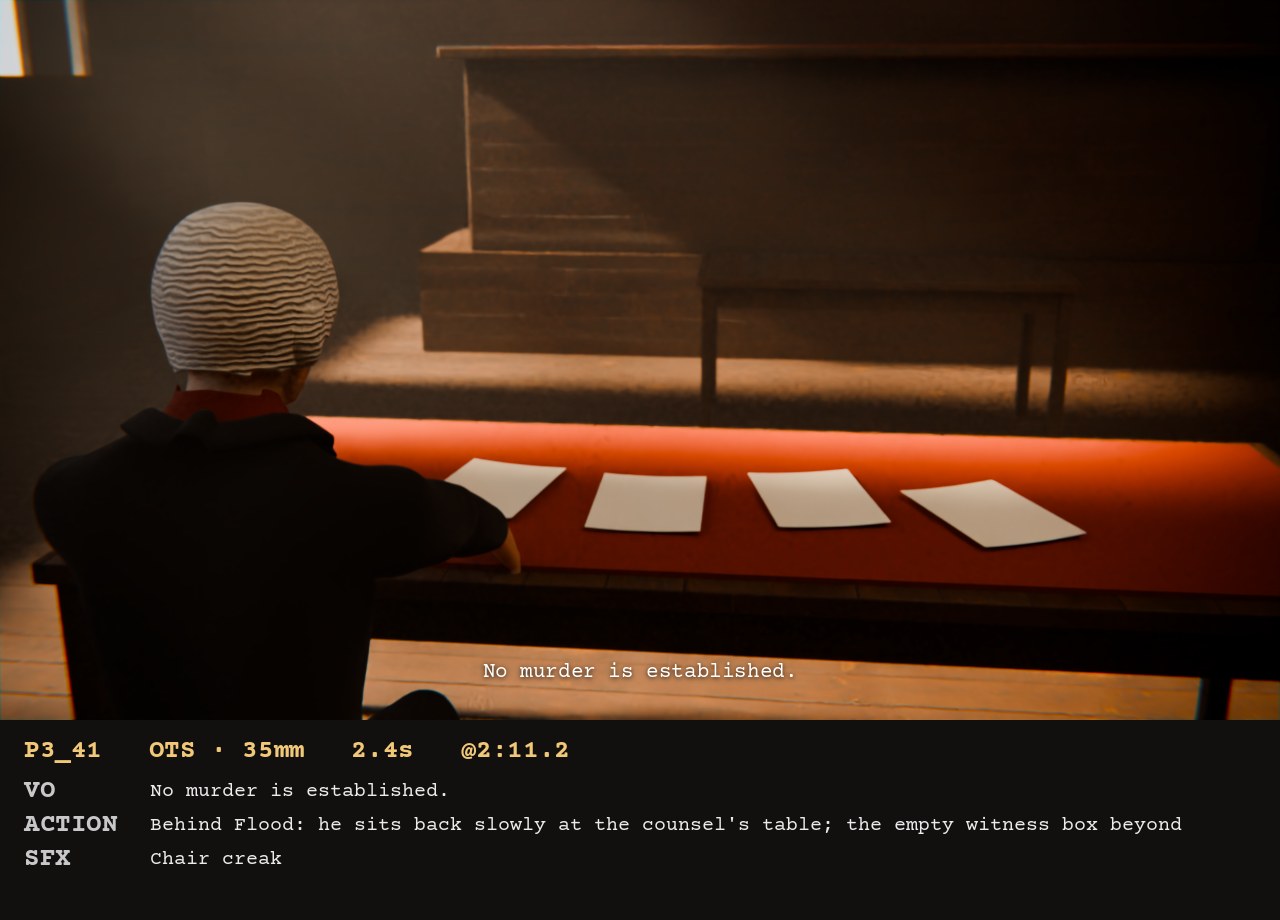 No murder is established.
P3_41 OTS · 35mm 2.4s @2:11.2
VO No murder is established.
ACTION Behind Flood: he sits back slowly at the counsel's table; the empty witness box beyond
SFX Chair creak